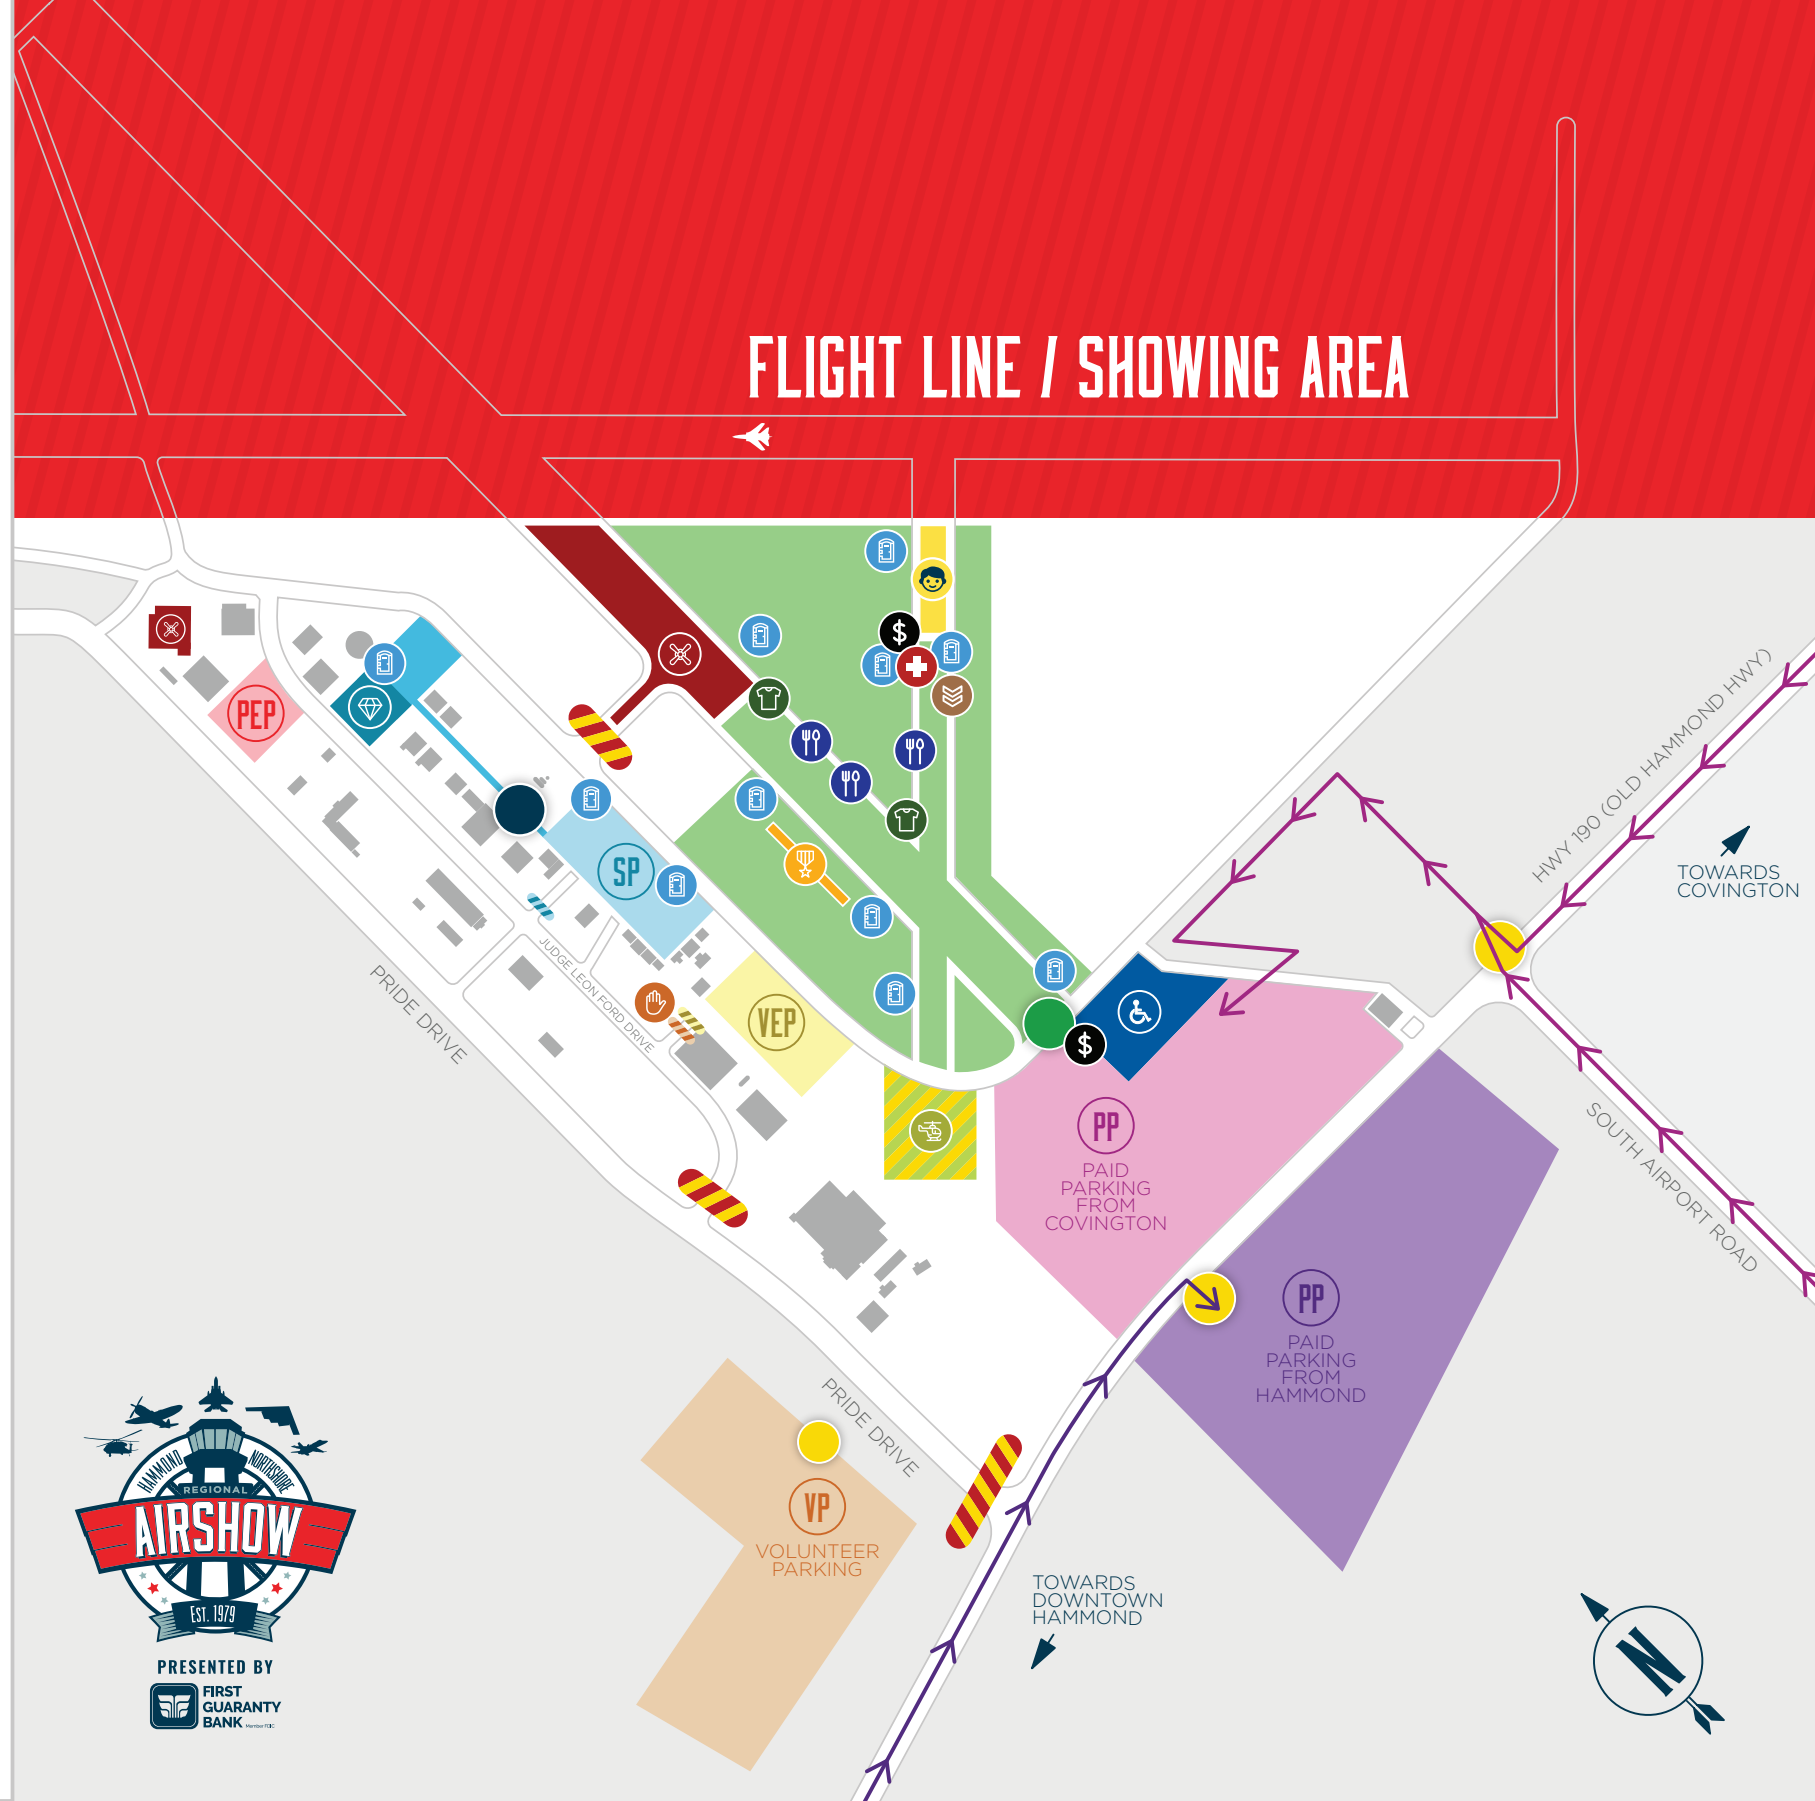 FLIGHT LINE / SHOWING AREA
HWY 190 (OLD HAMMOND HWY)
TOWARDS
COVINGTON
PEP
SP
JUDGE LEON FORD DRIVE
PRIDE DRIVE
VEP
PP
PAID
PARKING
FROM
COVINGTON
SOUTH AIRPORT ROAD
PP
PAID
PARKING
FROM
HAMMOND
PRIDE DRIVE
VP
VOLUNTEER
PARKING
TOWARDS
DOWNTOWN
HAMMOND
HAMMOND
NORTHSHORE
REGIONAL
AIRSHOW
EST. 1979
PRESENTED BY
FIRST
GUARANTY
BANK Member FDIC
N
$
$